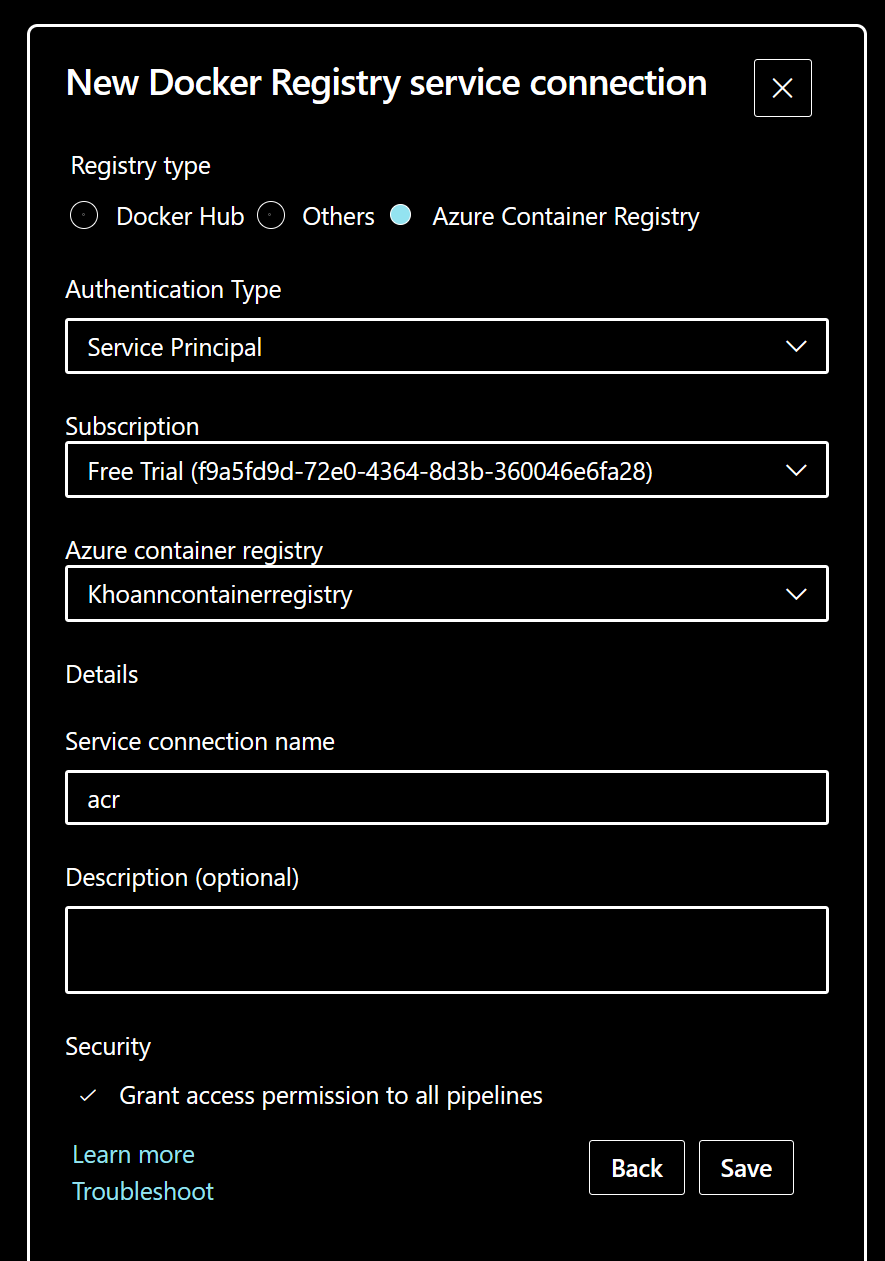 New Docker Registry service connection
Registry type
Docker Hub Others Azure Container Registry
Authentication Type
Service Principal
Subscription
Free Trial (f9a5fd9d-72e0-4364-8d3b-360046e6fa28)
Azure container registry
Khoanncontainerregistry
Details
Service connection name
acr
Description (optional)
Security
Grant access permission to all pipelines
Learn more
Troubleshoot
Back Save